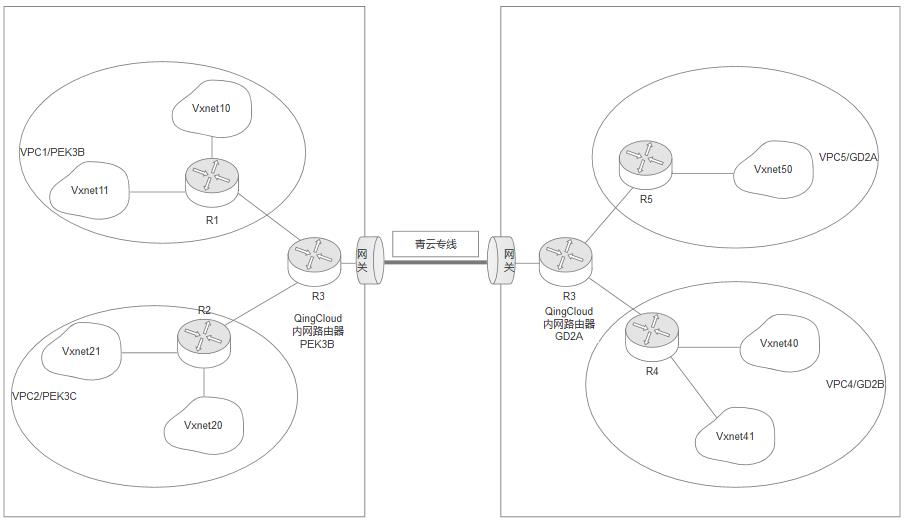 Vxnet10
VPC1/PEK3B
Vxnet11
R1
R3
QingCloud
内网路由器
PEK3B
网
关
R2
Vxnet21
VPC2/PEK3C
Vxnet20
青云专线
网
关
R3
QingCloud
内网路由器
GD2A
R5
Vxnet50
VPC5/GD2A
R4
Vxnet40
VPC4/GD2B
Vxnet41